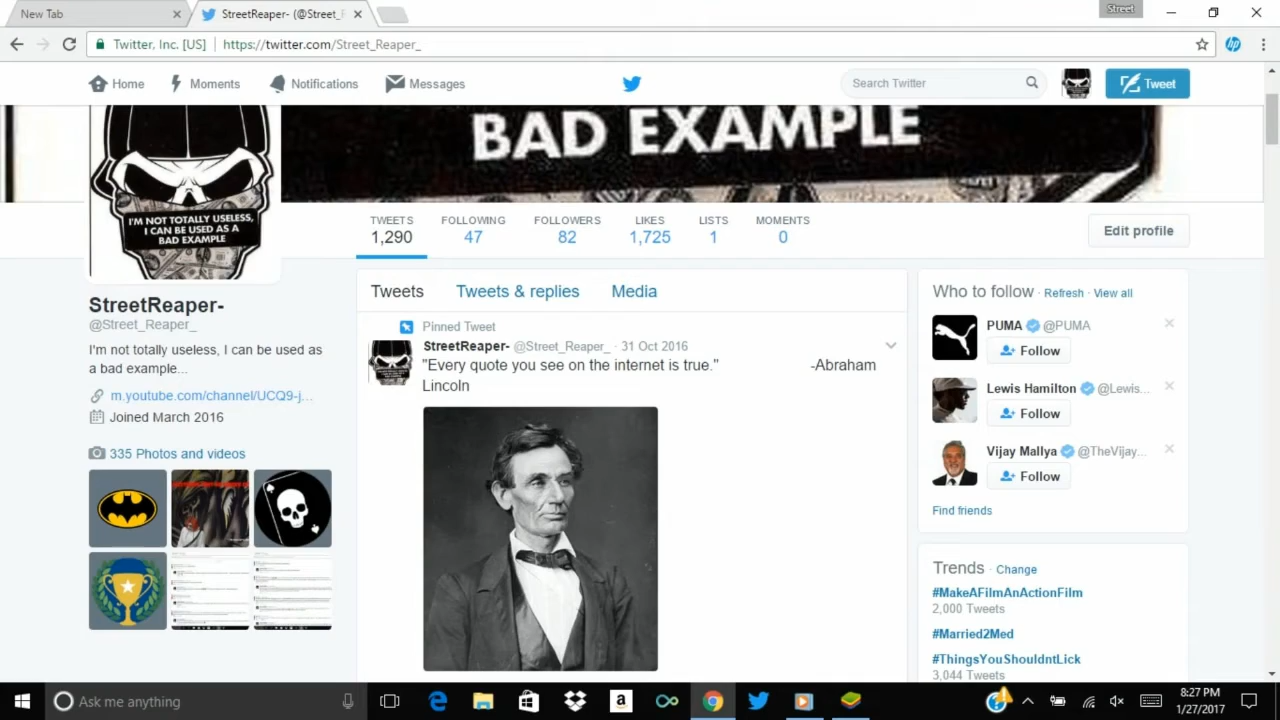 New Tab
StreetReaper- (@Street_R
Street
Twitter, Inc. [US]
https://twitter.com/Street_Reaper_
Home
Moments
Notifications
Messages
Search Twitter
Tweet
BAD EXAMPLE
I'M NOT TOTALLY USELESS,
I CAN BE USED AS A
BAD EXAMPLE
TWEETS
1,290
FOLLOWING
47
FOLLOWERS
82
LIKES
1,725
LISTS
1
MOMENTS
0
Edit profile
StreetReaper-
@Street_Reaper_
I'm not totally useless, I can be used as
a bad example...
m.youtube.com/channel/UCQ9-j...
Joined March 2016
335 Photos and videos
Tweets
Tweets & replies
Media
Pinned Tweet
StreetReaper- @Street_Reaper_ · 31 Oct 2016
"Every quote you see on the internet is true." -Abraham
Lincoln
Who to follow · Refresh · View all
PUMA @PUMA
Follow
Lewis Hamilton @Lewis...
Follow
Vijay Mallya @TheVijay...
Follow
Find friends
Trends · Change
#MakeAFilmAnActionFilm
2,000 Tweets
#Married2Med
#ThingsYouShouldntLick
3,044 Tweets
Ask me anything
8:27 PM
1/27/2017